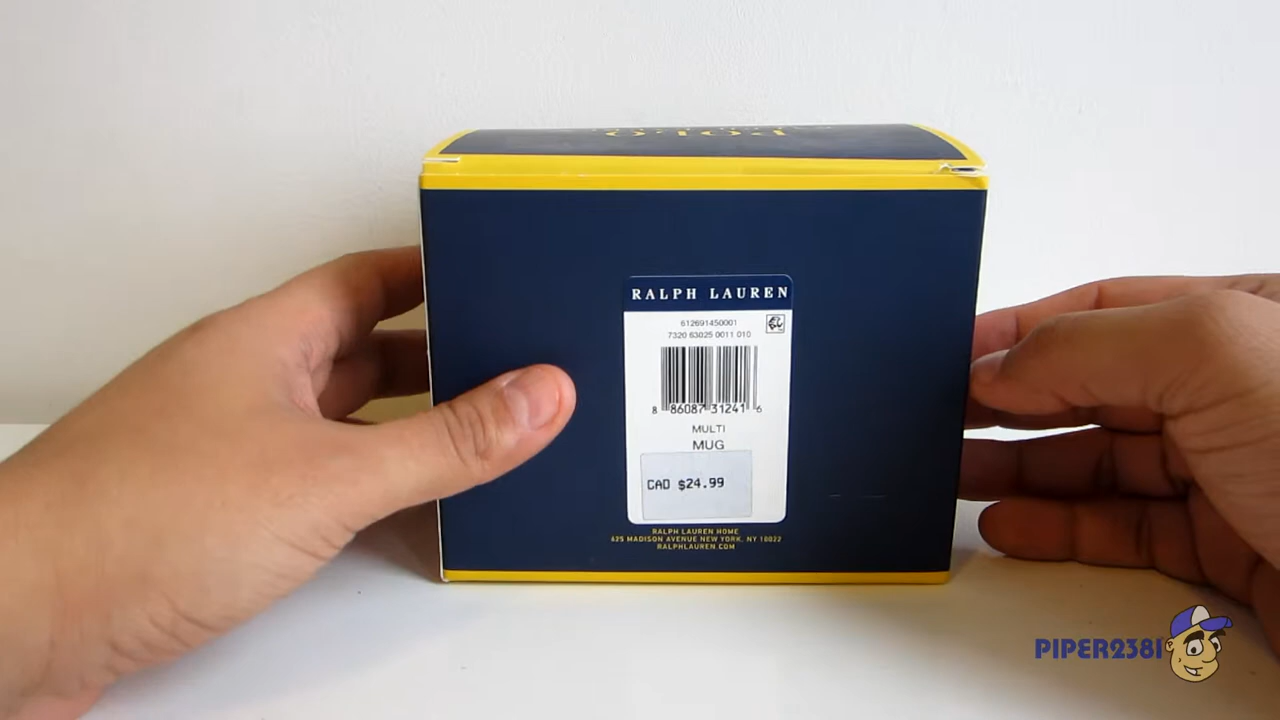 POLO
RALPH LAUREN
612691450001
7320 63025 0011 010
8 86087 31241 6
MULTI
MUG
CAD $24.99
RALPH LAUREN HOME
625 MADISON AVENUE NEW YORK, NY 10022
RALPHLAUREN.COM
PIPER2381